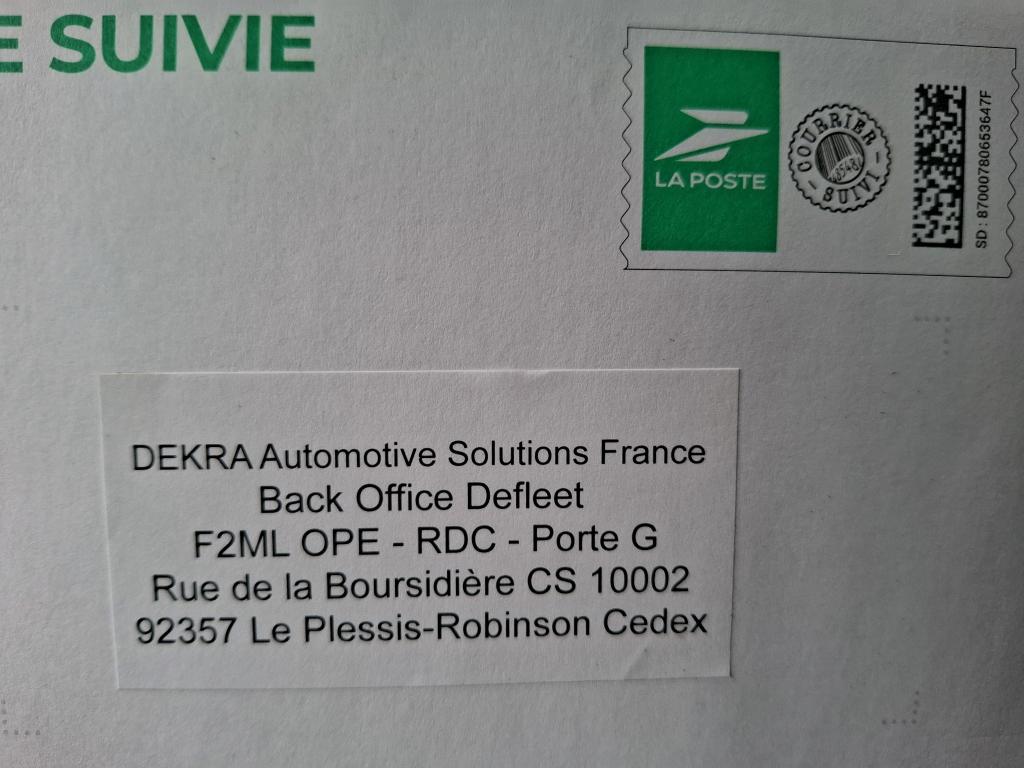 E SUIVIE
LA POSTE
COURRIER
SUIVI
SD : 87000780653647F
DEKRA Automotive Solutions France
Back Office Defleet
F2ML OPE - RDC - Porte G
Rue de la Boursidière CS 10002
92357 Le Plessis-Robinson Cedex